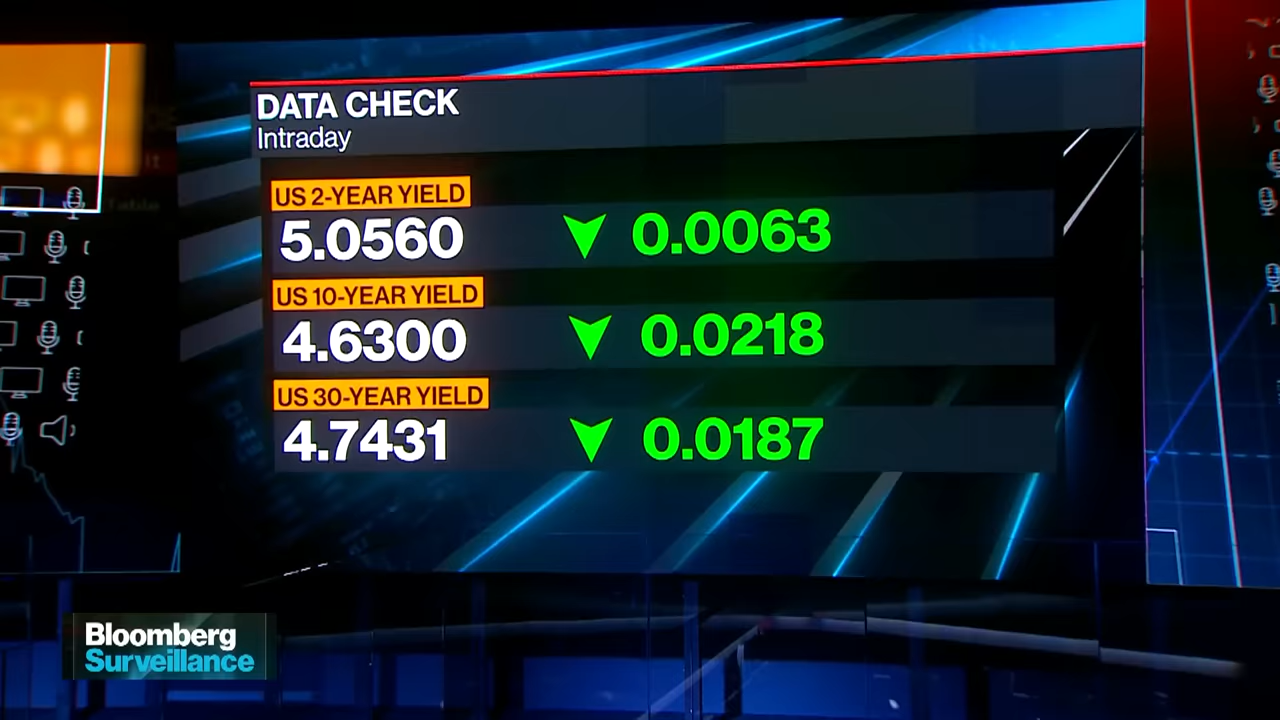 DATA CHECK
Intraday
US 2-YEAR YIELD
5.0560 ▼ 0.0063
US 10-YEAR YIELD
4.6300 ▼ 0.0218
US 30-YEAR YIELD
4.7431 ▼ 0.0187
Bloomberg
Surveillance